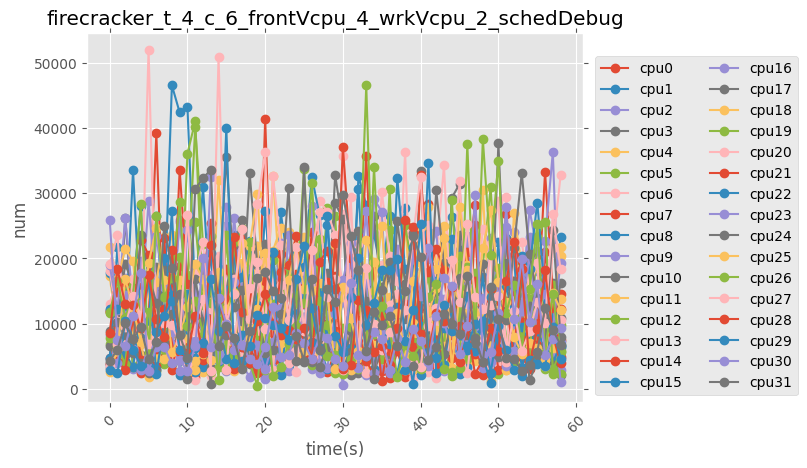 firecracker_t_4_c_6_frontVcpu_4_wrkVcpu_2_schedDebug
num
50000
40000
30000
20000
10000
0
0
10
20
30
40
50
60
time(s)
cpu0
cpu1
cpu2
cpu3
cpu4
cpu5
cpu6
cpu7
cpu8
cpu9
cpu10
cpu11
cpu12
cpu13
cpu14
cpu15
cpu16
cpu17
cpu18
cpu19
cpu20
cpu21
cpu22
cpu23
cpu24
cpu25
cpu26
cpu27
cpu28
cpu29
cpu30
cpu31